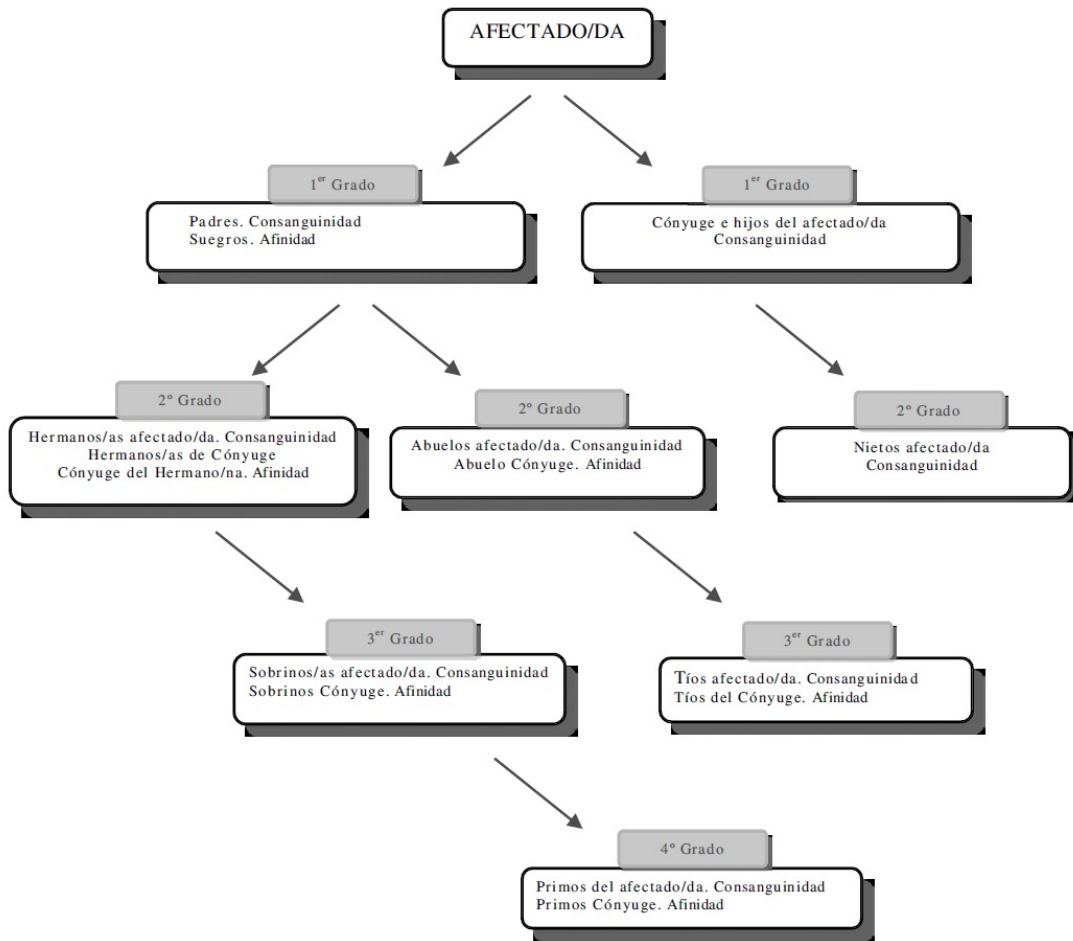 AFECTADO/DA
1er Grado
Padres. Consanguinidad
Suegros. Afinidad
1er Grado
Cónyuge e hijos del afectado/da
Consanguinidad
2º Grado
Hermanos/as afectado/da. Consanguinidad
Hermanos/as de Cónyuge
Cónyuge del Hermano/na. Afinidad
2º Grado
Abuelos afectado/da. Consanguinidad
Abuelo Cónyuge. Afinidad
2º Grado
Nietos afectado/da
Consanguinidad
3er Grado
Sobrinos/as afectado/da. Consanguinidad
Sobrinos Cónyuge. Afinidad
3er Grado
Tíos afectado/da. Consanguinidad
Tíos del Cónyuge. Afinidad
4º Grado
Primos del afectado/da. Consanguinidad
Primos Cónyuge. Afinidad